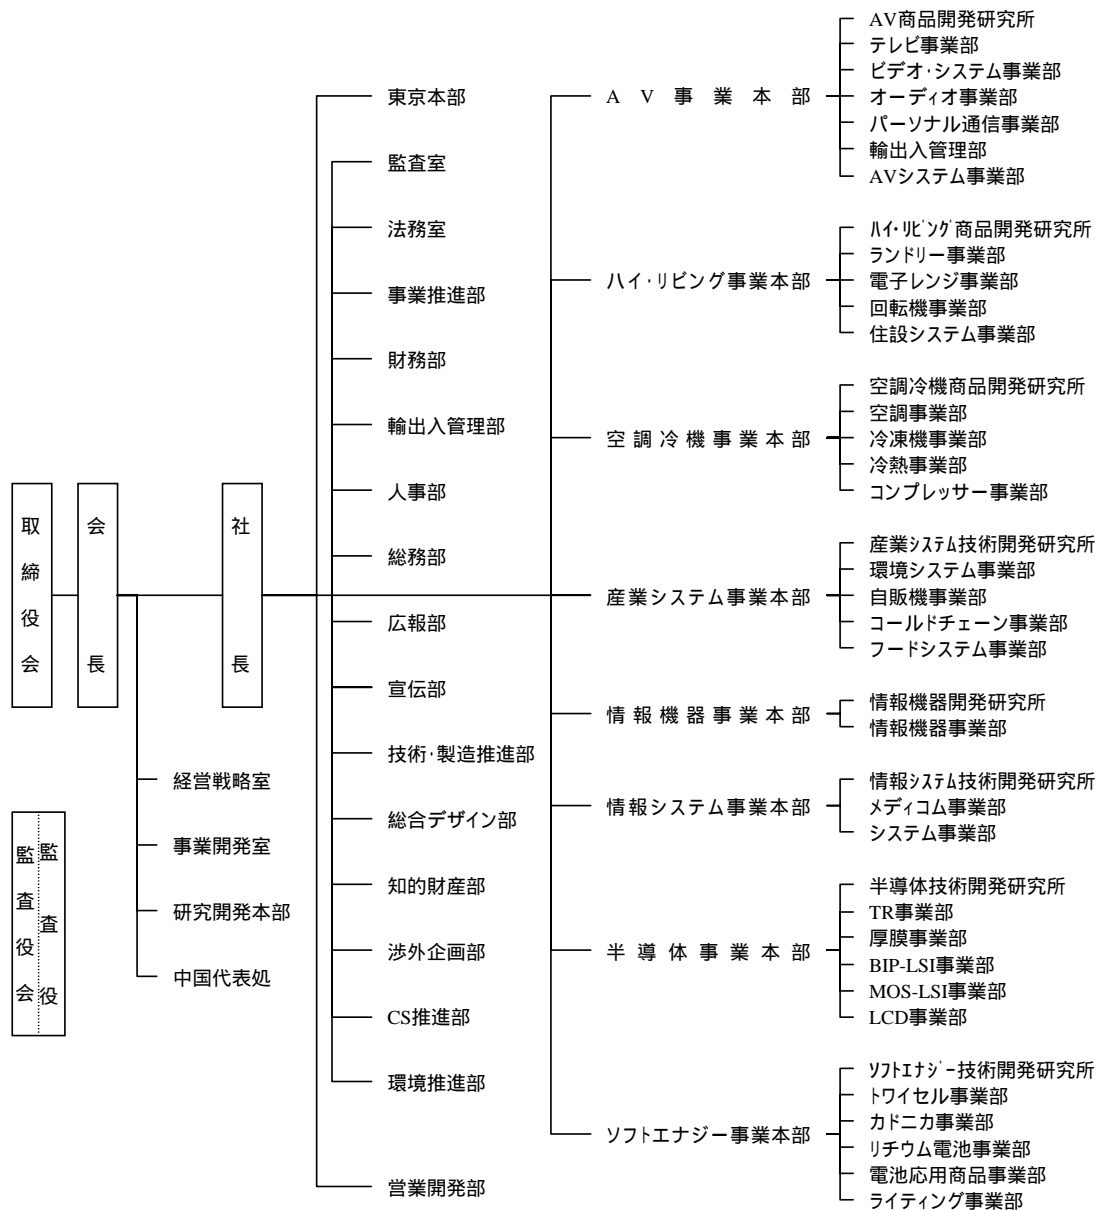 取締役会
会長
社長
監査役会
監査役
経営戦略室
事業開発室
研究開発本部
中国代表処
東京本部
監査室
法務室
事業推進部
財務部
輸出入管理部
人事部
総務部
広報部
宣伝部
技術・製造推進部
総合デザイン部
知的財産部
渉外企画部
CS推進部
環境推進部
営業開発部
AV事業本部
AV商品開発研究所
テレビ事業部
ビデオ・システム事業部
オーディオ事業部
パーソナル通信事業部
輸出入管理部
AVシステム事業部
ハイ・リビング事業本部
ハイ・リビング商品開発研究所
ランドリー事業部
電子レンジ事業部
回転機事業部
住設システム事業部
空調冷機事業本部
空調冷機商品開発研究所
空調事業部
冷凍機事業部
冷熱事業部
コンプレッサー事業部
産業システム事業本部
産業システム技術開発研究所
環境システム事業部
自販機事業部
コールドチェーン事業部
フードシステム事業部
情報機器事業本部
情報機器開発研究所
情報機器事業部
情報システム事業本部
情報システム技術開発研究所
メディコム事業部
システム事業部
半導体事業本部
半導体技術開発研究所
TR事業部
厚膜事業部
BIP-LSI事業部
MOS-LSI事業部
LCD事業部
ソフトエナジー事業本部
ソフトエナジー技術開発研究所
トワイセル事業部
カドニカ事業部
リチウム電池事業部
電池応用商品事業部
ライティング事業部